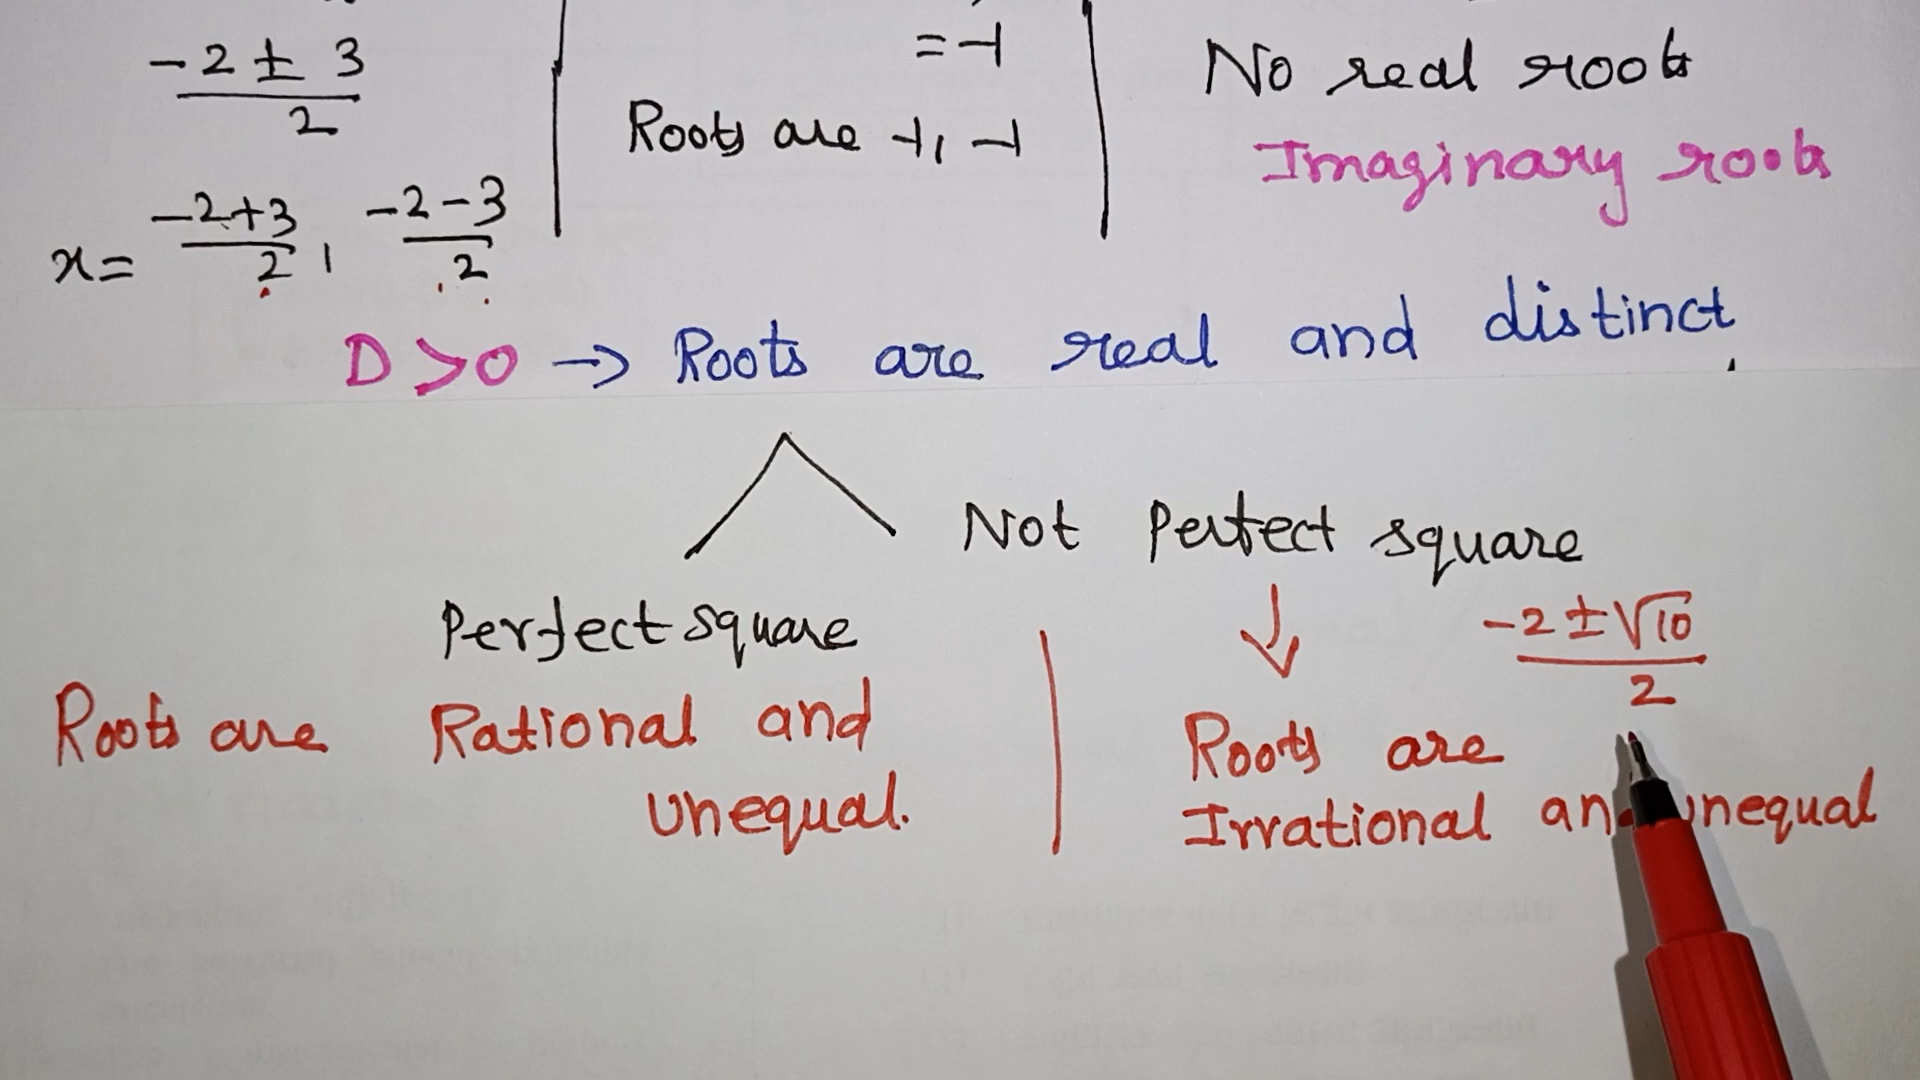 -2 ± 3
2
x = -2+3 / 2 , -2-3 / 2
= -1
Roots are -1, -1
No real roots
Imaginary roots
D > 0 → Roots are real and distinct
Not perfect square
Perfect square
-2 ± √10
2
Roots are Rational and
unequal.
Roots are
Irrational and unequal